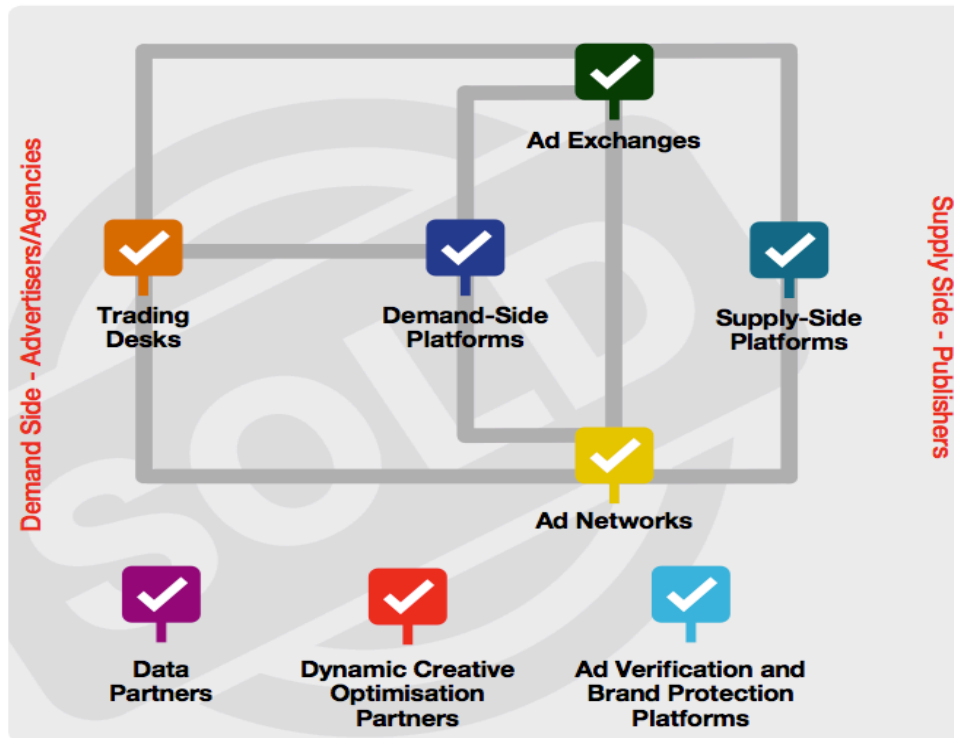 Ad Exchanges
Demand Side - Advertisers/Agencies
Supply Side - Publishers
Trading
Desks
Demand-Side
Platforms
Supply-Side
Platforms
SOLD
Ad Networks
Data
Partners
Dynamic Creative
Optimisation
Partners
Ad Verification and
Brand Protection
Platforms